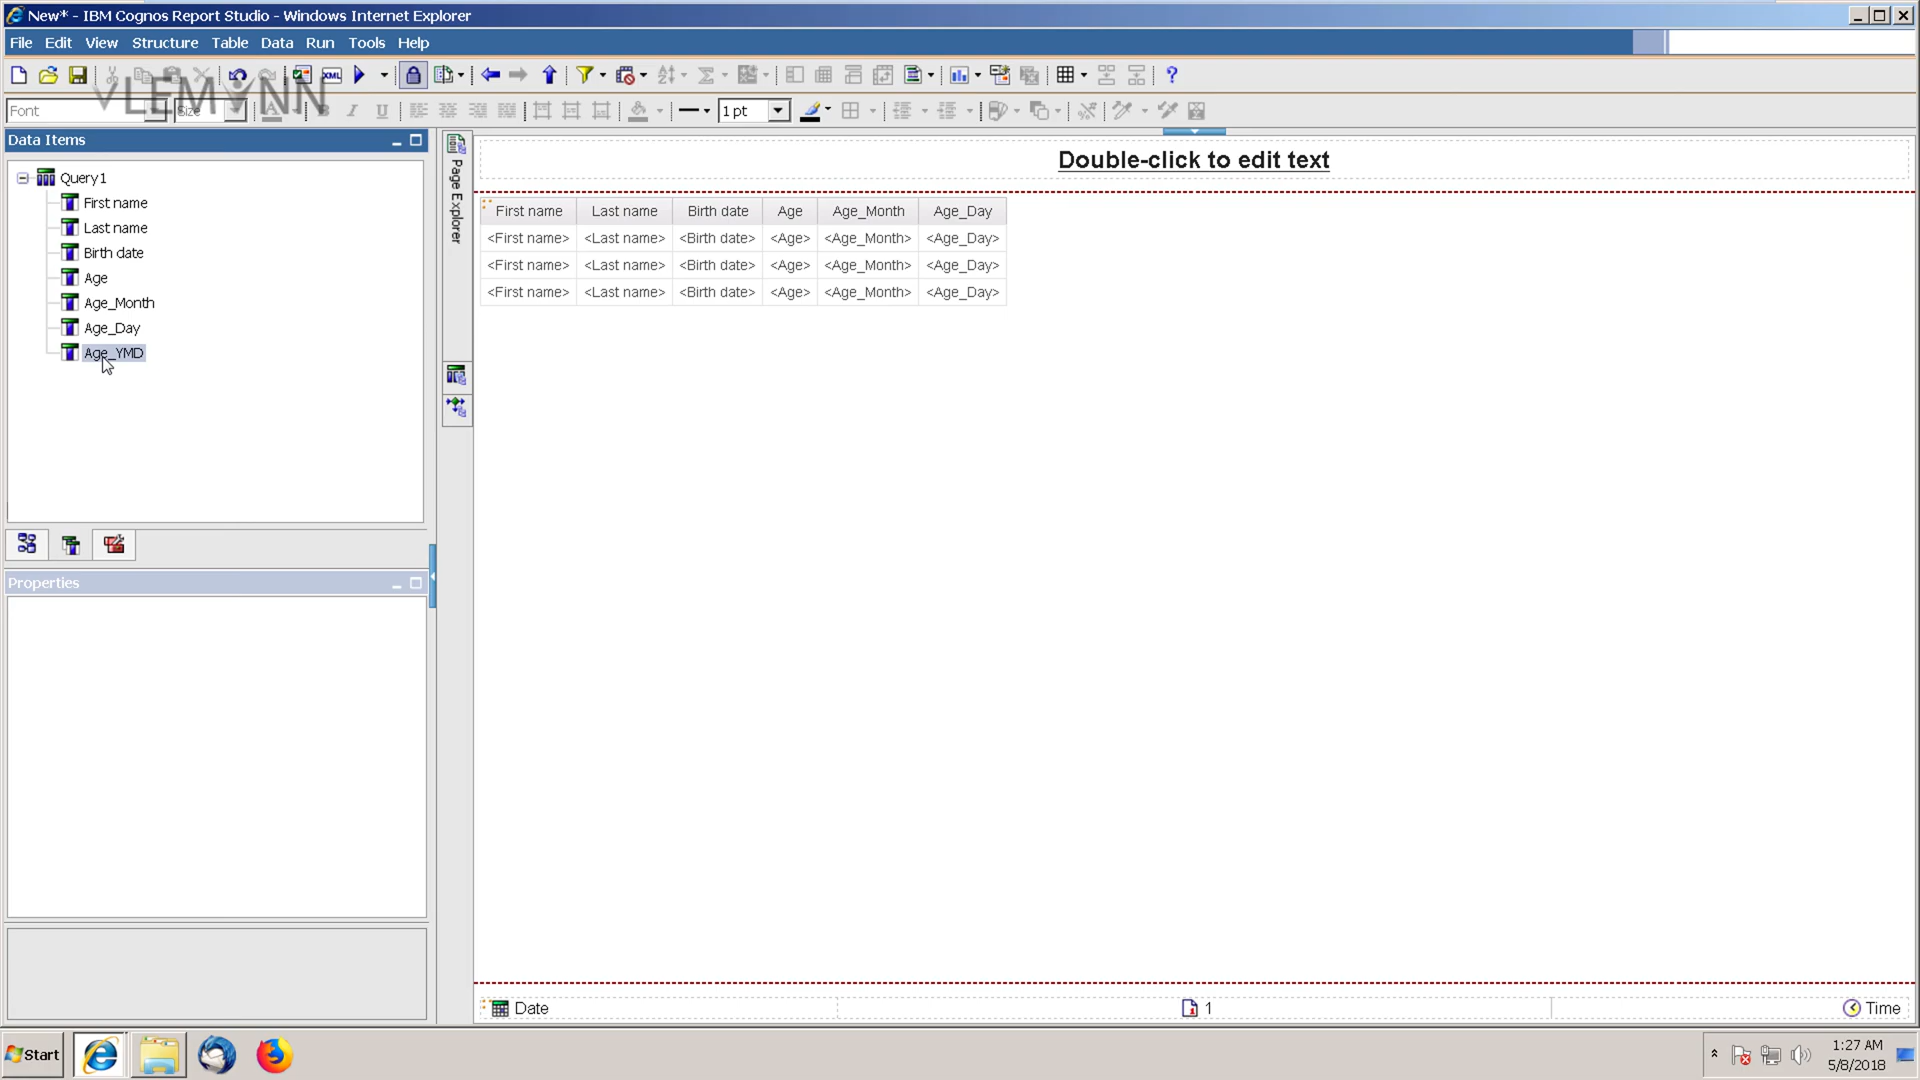 New* - IBM Cognos Report Studio - Windows Internet Explorer
File Edit View Structure Table Data Run Tools Help
XML
VLEMONN
Font Size A B I U 1 pt
Data Items
Query1
First name
Last name
Birth date
Age
Age_Month
Age_Day
Age_YMD
Properties
Page Explorer
Double-click to edit text
First name Last name Birth date Age Age_Month Age_Day
<First name> <Last name> <Birth date> <Age> <Age_Month> <Age_Day>
<First name> <Last name> <Birth date> <Age> <Age_Month> <Age_Day>
<First name> <Last name> <Birth date> <Age> <Age_Month> <Age_Day>
Date 1 Time
Start
1:27 AM
5/8/2018